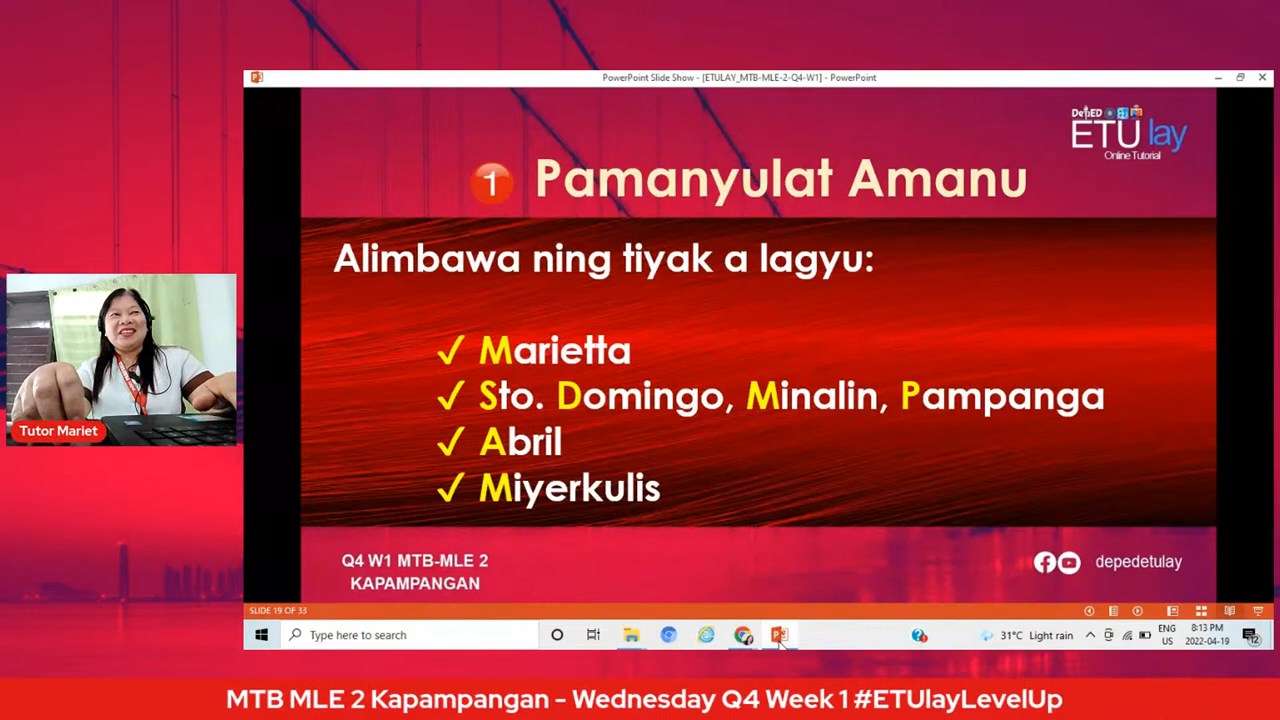 PowerPoint Slide Show - [ETULAY_MTB-MLE-2-Q4-W1] - PowerPoint
DepED
ETUlay
Online Tutorial
1 Pamanyulat Amanu
Alimbawa ning tiyak a lagyu:
✓ Marietta
✓ Sto. Domingo, Minalin, Pampanga
✓ Abril
✓ Miyerkulis
Tutor Mariet
Q4 W1 MTB-MLE 2
KAPAMPANGAN
depedetulay
SLIDE 19 OF 33
Type here to search
31°C Light rain
ENG
US
8:13 PM
2022-04-19
12
MTB MLE 2 Kapampangan - Wednesday Q4 Week 1 #ETUlayLevelUp